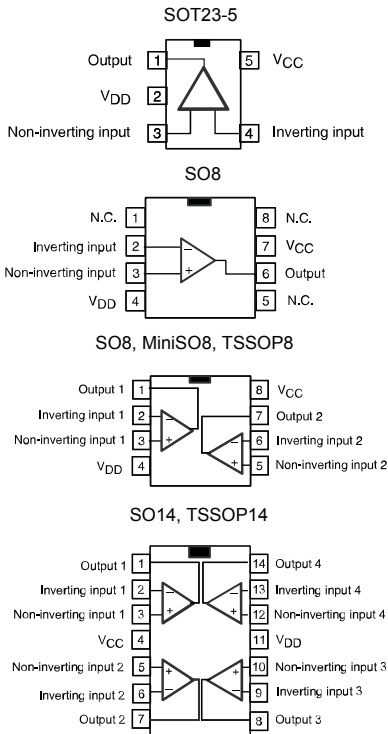 SOT23-5
Output 1 5 VCC
VDD 2
Non-inverting input 3 4 Inverting input
SO8
N.C. 1 8 N.C.
Inverting input 2 − 7 VCC
Non-inverting input 3 + 6 Output
VDD 4 5 N.C.
SO8, MiniSO8, TSSOP8
Output 1 1 8 VCC
Inverting input 1 2 − 7 Output 2
Non-inverting input 1 3 + − 6 Inverting input 2
VDD 4 + 5 Non-inverting input 2
SO14, TSSOP14
Output 1 1 14 Output 4
Inverting input 1 2 − − 13 Inverting input 4
Non-inverting input 1 3 + + 12 Non-inverting input 4
VCC 4 11 VDD
Non-inverting input 2 5 + + 10 Non-inverting input 3
Inverting input 2 6 − − 9 Inverting input 3
Output 2 7 8 Output 3